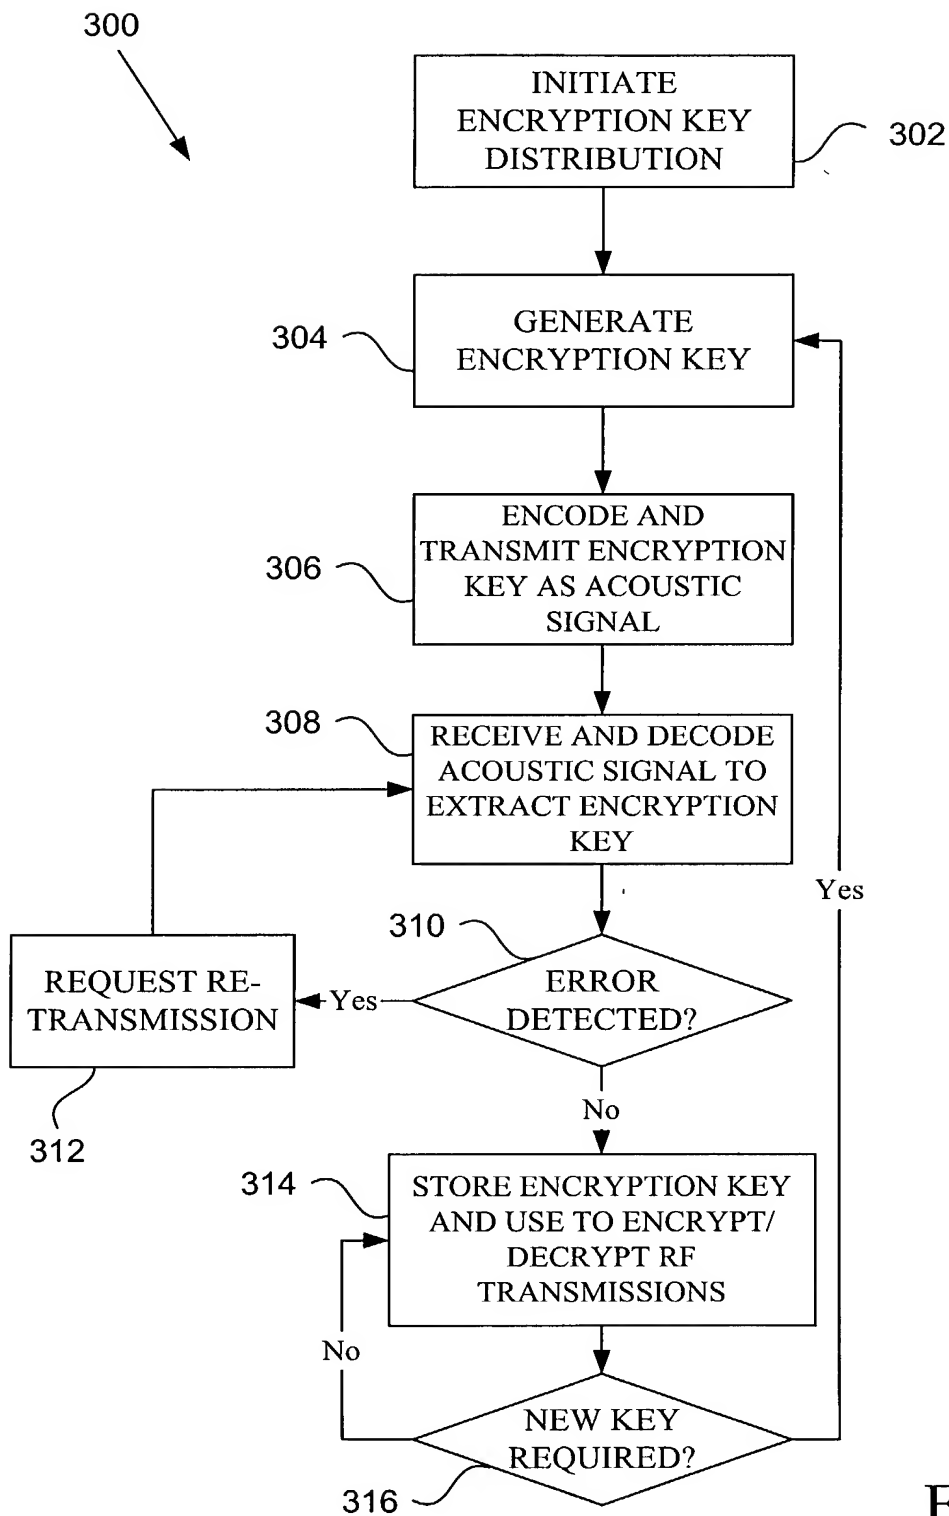 300
INITIATE
ENCRYPTION KEY
DISTRIBUTION
302
GENERATE
ENCRYPTION KEY
304
ENCODE AND
TRANSMIT ENCRYPTION
KEY AS ACOUSTIC
SIGNAL
306
308
RECEIVE AND DECODE
ACOUSTIC SIGNAL TO
EXTRACT ENCRYPTION
KEY
Yes
310
ERROR
DETECTED?
Yes
REQUEST RE-
TRANSMISSION
312
No
314
STORE ENCRYPTION KEY
AND USE TO ENCRYPT/
DECRYPT RF
TRANSMISSIONS
No
NEW KEY
REQUIRED?
316